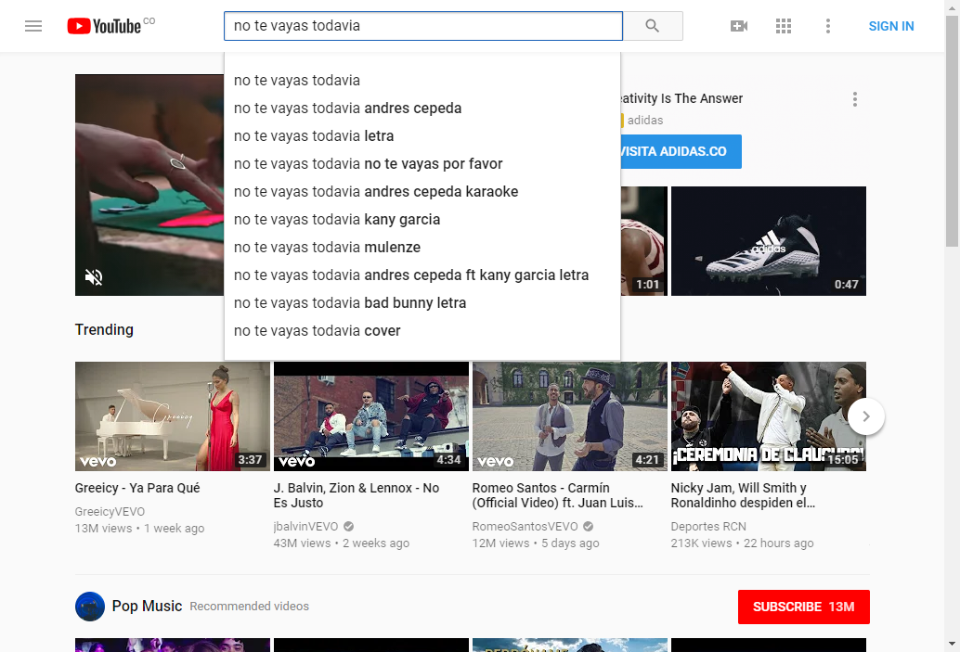 YouTube CO
no te vayas todavia
SIGN IN
no te vayas todavia
no te vayas todavia andres cepeda
no te vayas todavia letra
no te vayas todavia no te vayas por favor
no te vayas todavia andres cepeda karaoke
no te vayas todavia kany garcia
no te vayas todavia mulenze
no te vayas todavia andres cepeda ft kany garcia letra
no te vayas todavia bad bunny letra
no te vayas todavia cover
eativity Is The Answer
adidas
VISITA ADIDAS.CO
1:01
adidas
0:47
Trending
Greeicy
vevo
3:37
vevo
4:34
vevo
4:21
¡CEREMONIA DE CLAUSURA!
15:05
Greeicy - Ya Para Qué
GreeicyVEVO
13M views • 1 week ago
J. Balvin, Zion & Lennox - No
Es Justo
jbalvinVEVO
43M views • 2 weeks ago
Romeo Santos - Carmín
(Official Video) ft. Juan Luis...
RomeoSantosVEVO
12M views • 5 days ago
Nicky Jam, Will Smith y
Ronaldinho despiden el...
Deportes RCN
213K views • 22 hours ago
Pop Music Recommended videos
SUBSCRIBE 13M